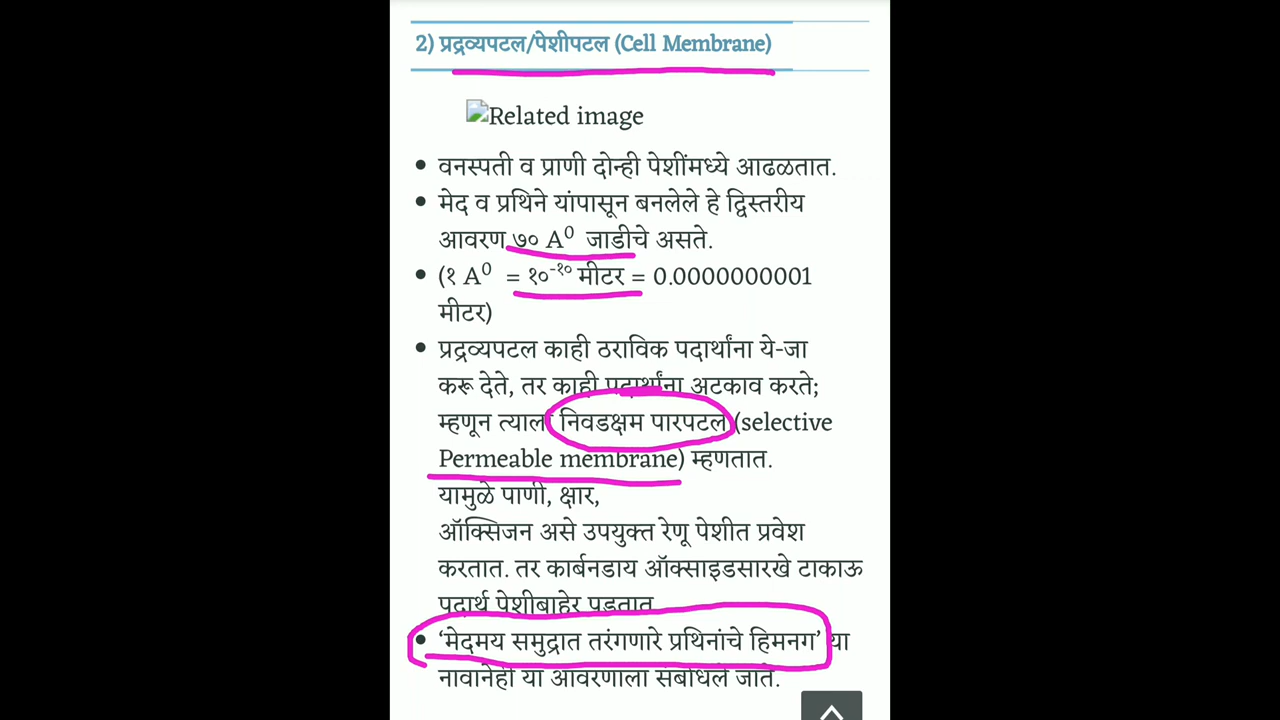 2) प्रद्रव्यपटल/पेशीपटल (Cell Membrane)
Related image
• वनस्पती व प्राणी दोन्ही पेशींमध्ये आढळतात.
• मेद व प्रथिने यांपासून बनलेले हे द्विस्तरीय
आवरण ७० A⁰ जाडीचे असते.
• (१ A⁰ = १०⁻¹⁰ मीटर = 0.0000000001
मीटर)
• प्रद्रव्यपटल काही ठराविक पदार्थांना ये-जा
करू देते, तर काही पदार्थांना अटकाव करते;
म्हणून त्याला निवडक्षम पारपटल (selective
Permeable membrane) म्हणतात.
यामुळे पाणी, क्षार,
ऑक्सिजन असे उपयुक्त रेणू पेशीत प्रवेश
करतात. तर कार्बनडाय ऑक्साइडसारखे टाकाऊ
पदार्थ पेशीबाहेर पडतात
• ‘मेदमय समुद्रात तरंगणारे प्रथिनांचे हिमनग’ या
नावानेही या आवरणाला संबोधले जाते.